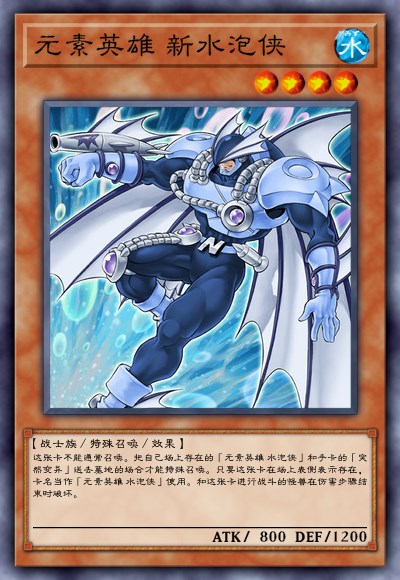 元素英雄 新水泡侠
水
N
【战士族／特殊召唤／效果】
这张卡不能通常召唤。把自己场上存在的「元素英雄 水泡侠」和手卡的「突
然变异」送去墓地的场合才能特殊召唤。只要这张卡在场上表侧表示存在，
卡名当作「元素英雄 水泡侠」使用。和这张卡进行战斗的怪兽在伤害步骤结
束时破坏。
ATK/ 800 DEF/1200